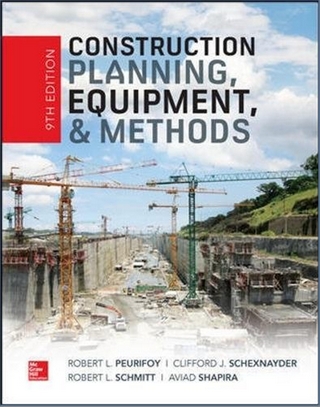 9TH EDITION
CONSTRUCTION
PLANNING,
EQUIPMENT,
& METHODS
Mc
Graw
Hill
Education
ROBERT L. PEURIFOY | CLIFFORD J. SCHEXNAYDER
ROBERT L. SCHMITT | AVIAD SHAPIRA